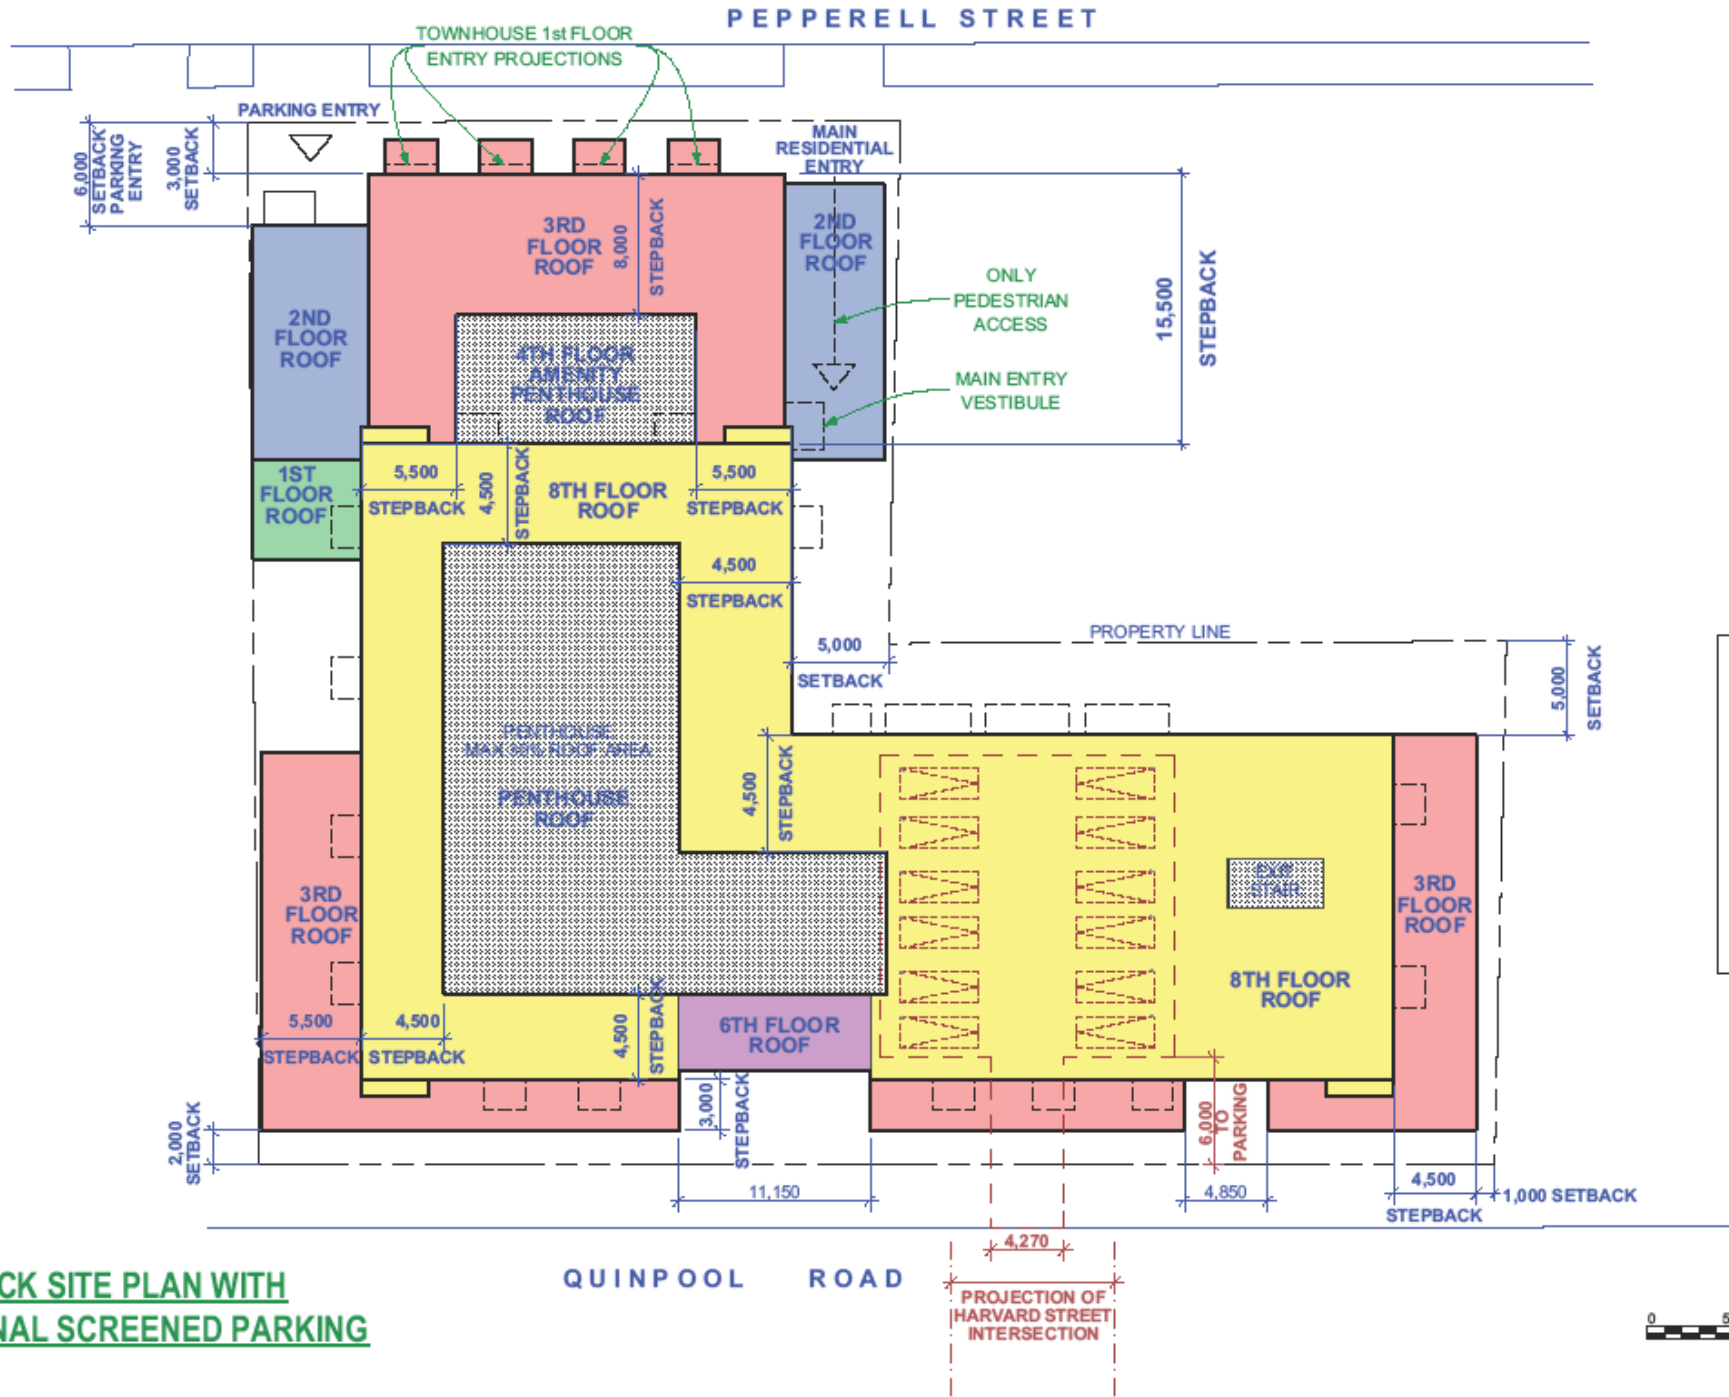 PEPPERELL STREET
TOWNHOUSE 1st FLOOR
ENTRY PROJECTIONS
PARKING ENTRY
MAIN
RESIDENTIAL
ENTRY
6,000
SETBACK
PARKING
ENTRY
3,000
SETBACK
3RD
FLOOR
ROOF
8,000
STEPBACK
2ND
FLOOR
ROOF
ONLY
PEDESTRIAN
ACCESS
15,500
STEPBACK
2ND
FLOOR
ROOF
4TH FLOOR
AMENITY
PENTHOUSE
ROOF
MAIN ENTRY
VESTIBULE
1ST
FLOOR
ROOF
5,500
STEPBACK
4,500
STEPBACK
8TH FLOOR
ROOF
5,500
STEPBACK
4,500
STEPBACK
5,000
SETBACK
PROPERTY LINE
5,000
SETBACK
PENTHOUSE
MAX 30% ROOF AREA
PENTHOUSE
ROOF
4,500
STEPBACK
EXIT
STAIR
3RD
FLOOR
ROOF
3RD
FLOOR
ROOF
8TH FLOOR
ROOF
5,500
STEPBACK
4,500
STEPBACK
4,500
STEPBACK
6TH FLOOR
ROOF
3,000
STEPBACK
6,000
TO
PARKING
2,000
SETBACK
11,150
4,850
4,500
STEPBACK
1,000 SETBACK
4,270
QUINPOOL ROAD
PROJECTION OF
HARVARD STREET
INTERSECTION
CK SITE PLAN WITH
NAL SCREENED PARKING
0 5